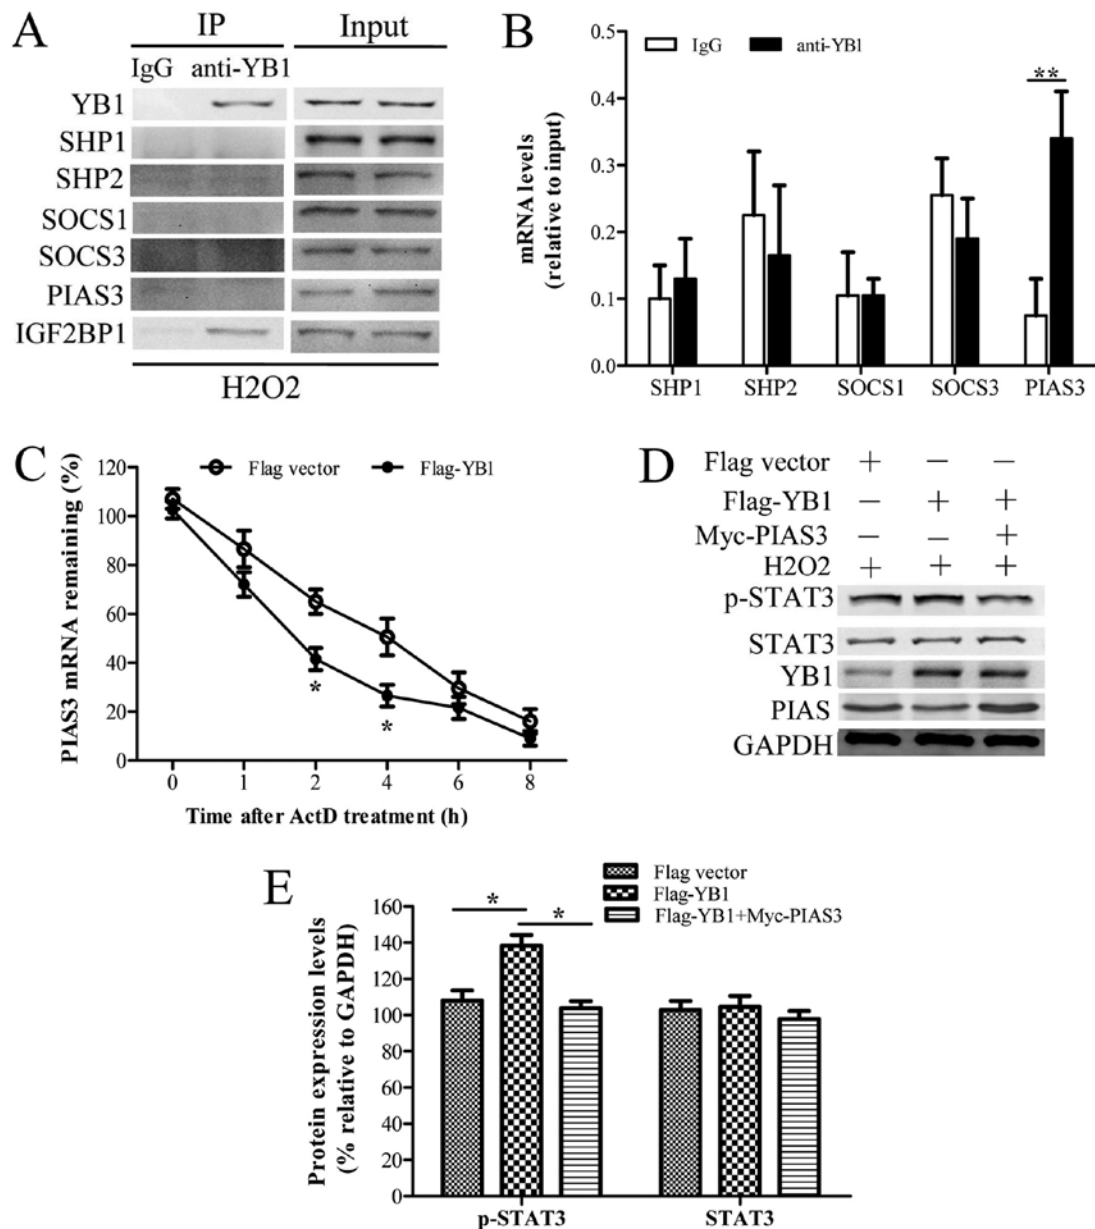 A
IP Input
IgG anti-YB1
YB1
SHP1
SHP2
SOCS1
SOCS3
PIAS3
IGF2BP1
H2O2
B
IgG anti-YB1
mRNA levels
(relative to input)
0.5
0.4
0.3
0.2
0.1
0.0
**
SHP1 SHP2 SOCS1 SOCS3 PIAS3
C
Flag vector Flag-YB1
PIAS3 mRNA remaining (%)
120
100
80
60
40
20
0
* *
0 1 2 4 6 8
Time after ActD treatment (h)
D
Flag vector + − −
Flag-YB1 − + +
Myc-PIAS3 − − +
H2O2 + + +
p-STAT3
STAT3
YB1
PIAS
GAPDH
E
Flag vector
Flag-YB1
Flag-YB1+Myc-PIAS3
Protein expression levels
(% relative to GAPDH)
160
140
120
100
80
60
40
20
0
* *
p-STAT3 STAT3